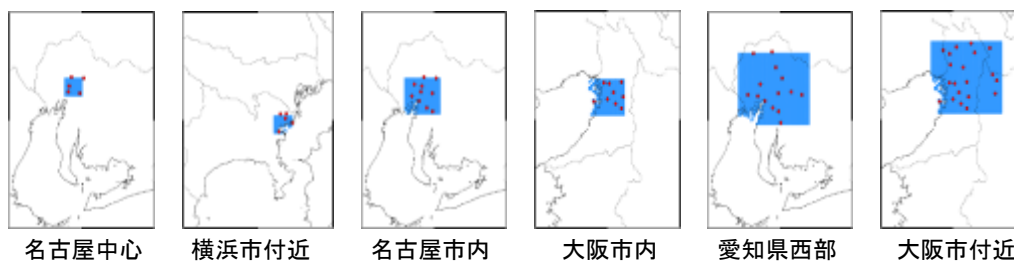 名古屋中心
横浜市付近
名古屋市内
大阪市内
愛知県西部
大阪市付近